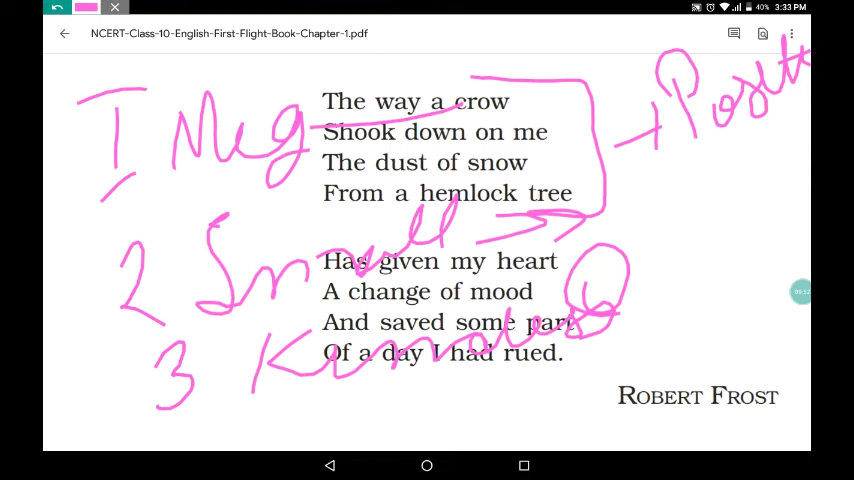 40% 3:33 PM
NCERT-Class-10-English-First-Flight-Book-Chapter-1.pdf
The way a crow
Shook down on me
The dust of snow
From a hemlock tree
Has given my heart
A change of mood
And saved some part
Of a day I had rued.
ROBERT FROST
1 Neg
+ Posit
2 Small
3